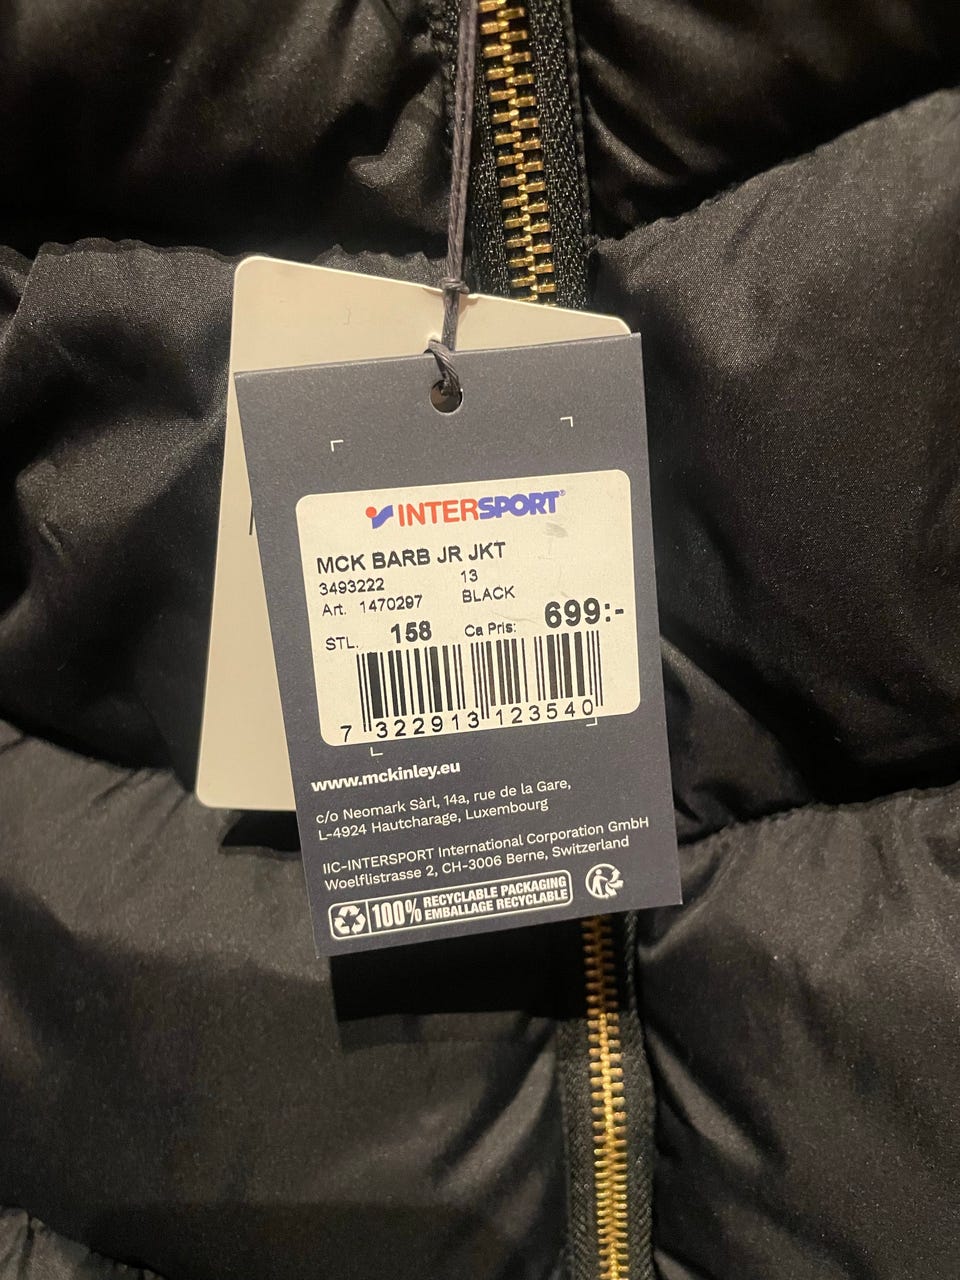 INTERSPORT®
MCK BARB JR JKT
3493222 13
Art. 1470297 BLACK
STL. 158 Ca Pris: 699:-
7 322913 123540
www.mckinley.eu
c/o Neomark Sàrl, 14a, rue de la Gare,
L-4924 Hautcharage, Luxembourg
IIC-INTERSPORT International Corporation GmbH
Woelflistrasse 2, CH-3006 Berne, Switzerland
100% RECYCLABLE PACKAGING
EMBALLAGE RECYCLABLE